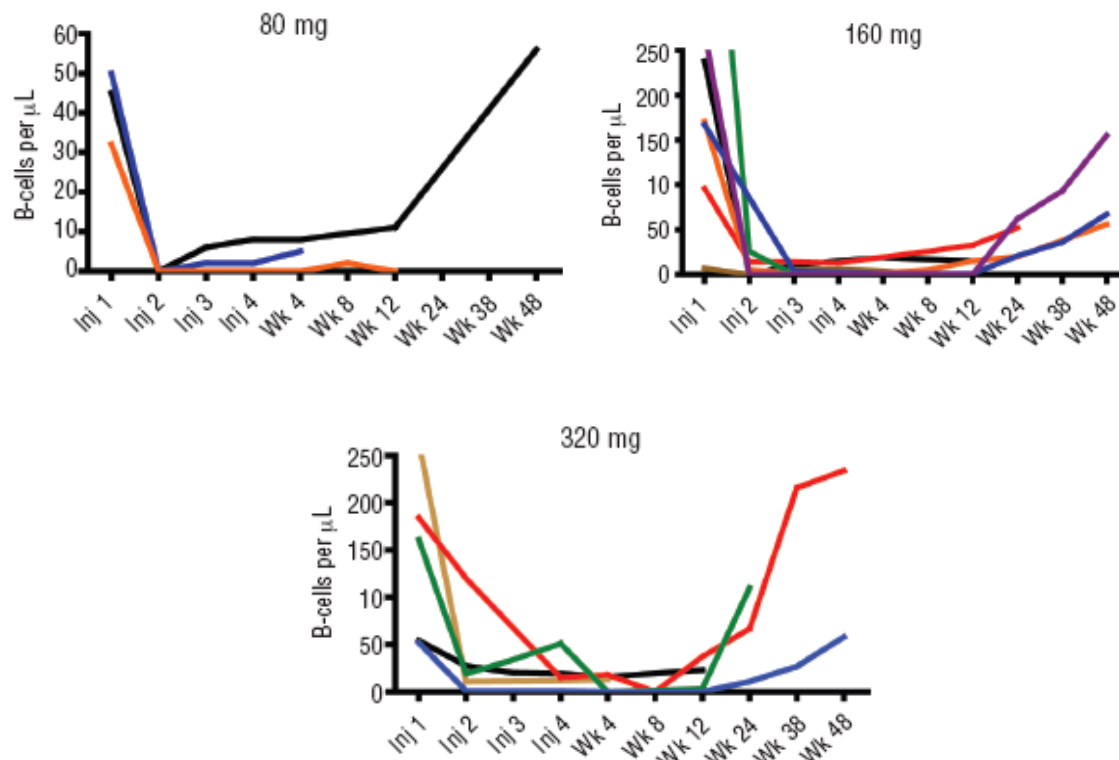 80 mg
B-cells per μL
60
50
40
30
20
10
0
Inj 1
Inj 2
Inj 3
Inj 4
Wk 4
Wk 8
Wk 12
Wk 24
Wk 38
Wk 48
160 mg
B-cells per μL
250
200
150
10
50
0
Inj 1
Inj 2
Inj 3
Inj 4
Wk 4
Wk 8
Wk 12
Wk 24
Wk 38
Wk 48
320 mg
B-cells per μL
250
200
150
10
50
0
Inj 1
Inj 2
Inj 3
Inj 4
Wk 4
Wk 8
Wk 12
Wk 24
Wk 38
Wk 48